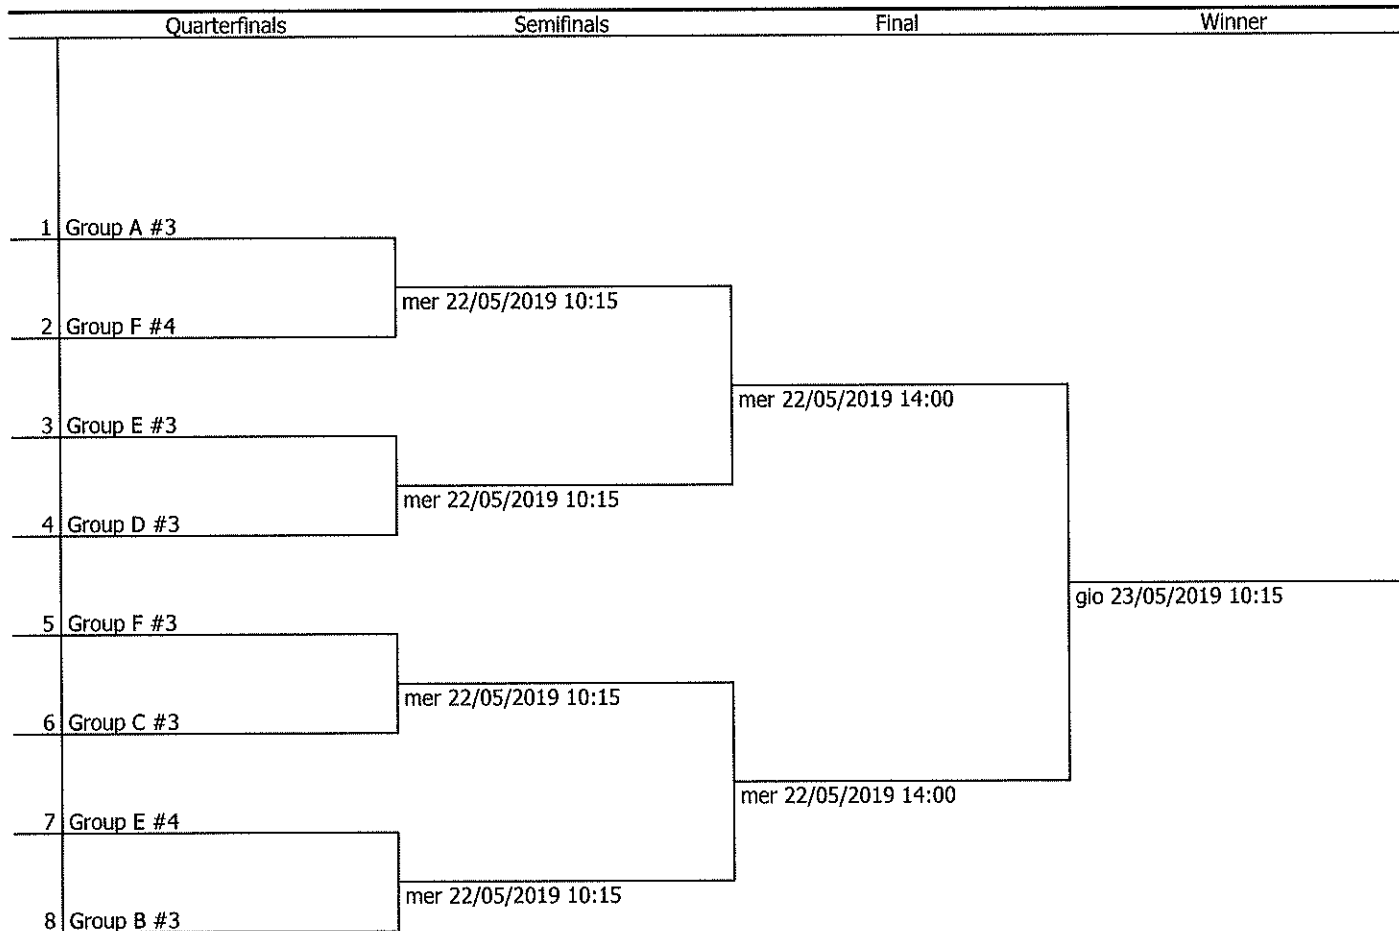 Quarterfinals Semifinals Final Winner
1 Group A #3
mer 22/05/2019 10:15
2 Group F #4
mer 22/05/2019 14:00
3 Group E #3
mer 22/05/2019 10:15
4 Group D #3
gio 23/05/2019 10:15
5 Group F #3
mer 22/05/2019 10:15
6 Group C #3
mer 22/05/2019 14:00
7 Group E #4
mer 22/05/2019 10:15
8 Group B #3